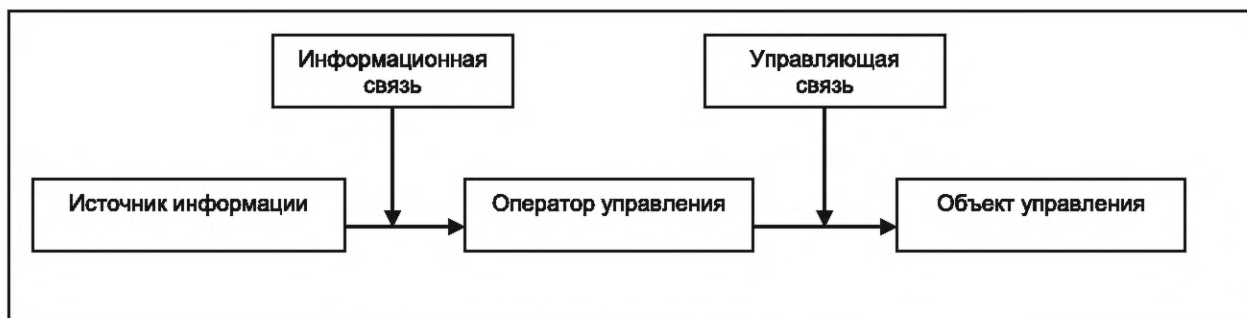 Информационная
связь
Управляющая
связь
Источник информации
Оператор управления
Объект управления